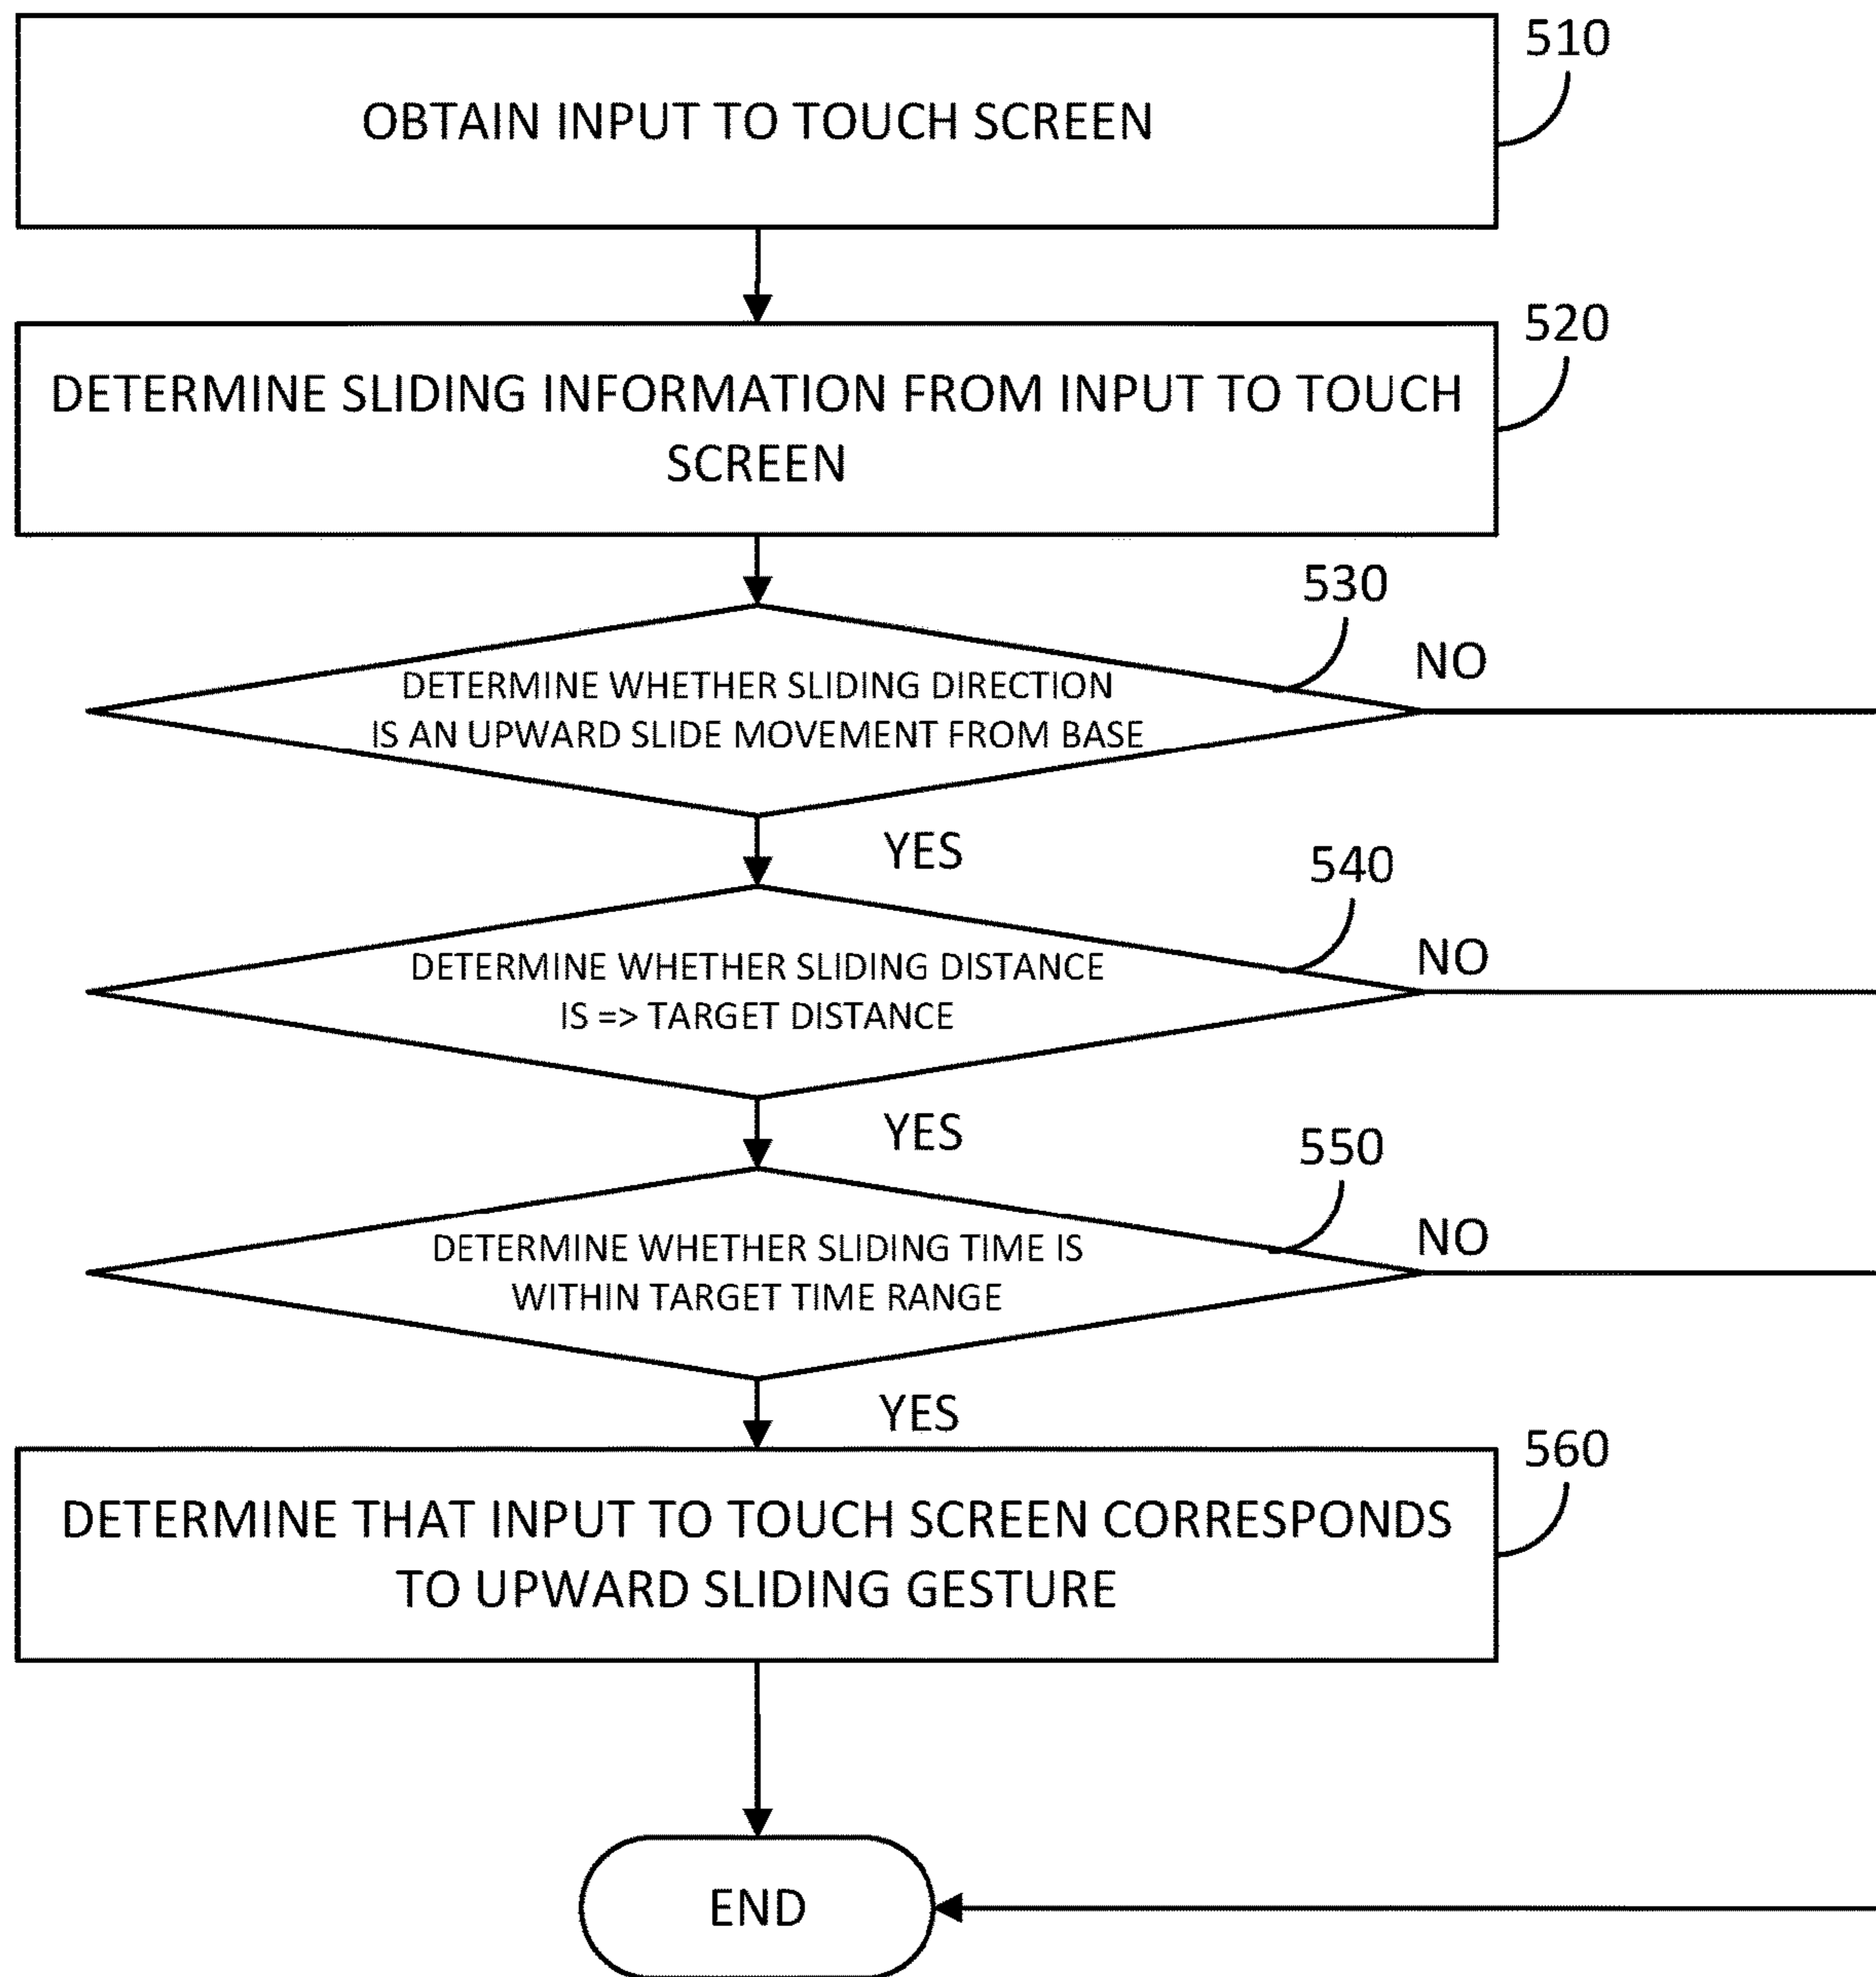 510
OBTAIN INPUT TO TOUCH SCREEN
520
DETERMINE SLIDING INFORMATION FROM INPUT TO TOUCH
SCREEN
530
NO
DETERMINE WHETHER SLIDING DIRECTION
IS AN UPWARD SLIDE MOVEMENT FROM BASE
YES
540
NO
DETERMINE WHETHER SLIDING DISTANCE
IS => TARGET DISTANCE
YES
550
NO
DETERMINE WHETHER SLIDING TIME IS
WITHIN TARGET TIME RANGE
YES
560
DETERMINE THAT INPUT TO TOUCH SCREEN CORRESPONDS
TO UPWARD SLIDING GESTURE
END